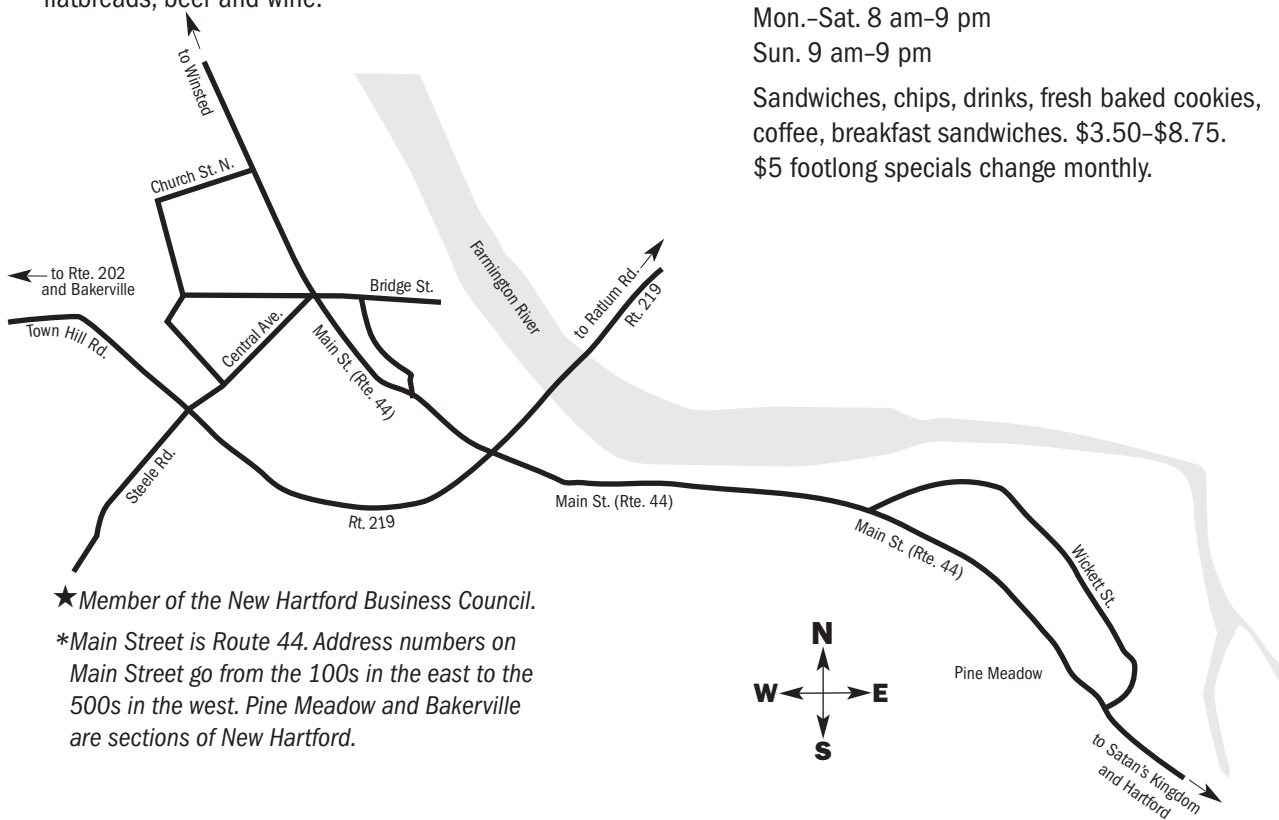 flatbreads, beer and wine.
Mon.–Sat. 8 am–9 pm
Sun. 9 am–9 pm
Sandwiches, chips, drinks, fresh baked cookies,
coffee, breakfast sandwiches. $3.50–$8.75.
$5 footlong specials change monthly.
to Winsted
Church St. N.
to Rte. 202
and Bakerville
Town Hill Rd.
Central Ave.
Bridge St.
Main St. (Rte. 44)
Farmington River
to Ratlum Rd.
Rt. 219
Steele Rd.
Rt. 219
Main St. (Rte. 44)
Main St. (Rte. 44)
Wickett St.
Pine Meadow
to Satan's Kingdom
and Hartford
N
W E
S
★Member of the New Hartford Business Council.
*Main Street is Route 44. Address numbers on
Main Street go from the 100s in the east to the
500s in the west. Pine Meadow and Bakerville
are sections of New Hartford.